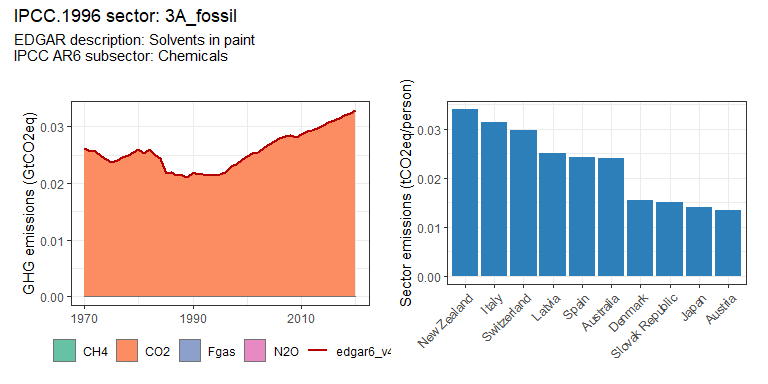 IPCC.1996 sector: 3A_fossil
EDGAR description: Solvents in paint
IPCC AR6 subsector: Chemicals
GHG emissions (GtCO2eq)
0.03
0.02
0.01
0.00
1970
1990
2010
CH4
CO2
Fgas
N2O
edgar6_v4
Sector emissions (tCO2eq/person)
0.03
0.02
0.01
0.00
New Zealand
Italy
Switzerland
Latvia
Spain
Australia
Denmark
Slovak Republic
Japan
Austria